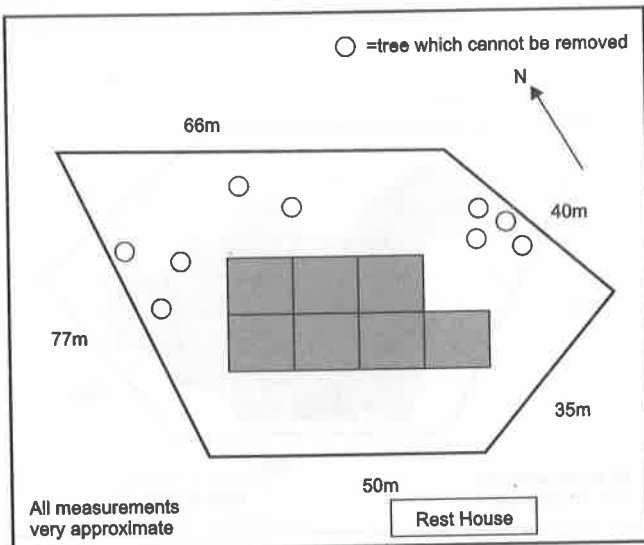 =tree which cannot be removed
N
66m
40m
77m
35m
50m
All measurements
very approximate
Rest House